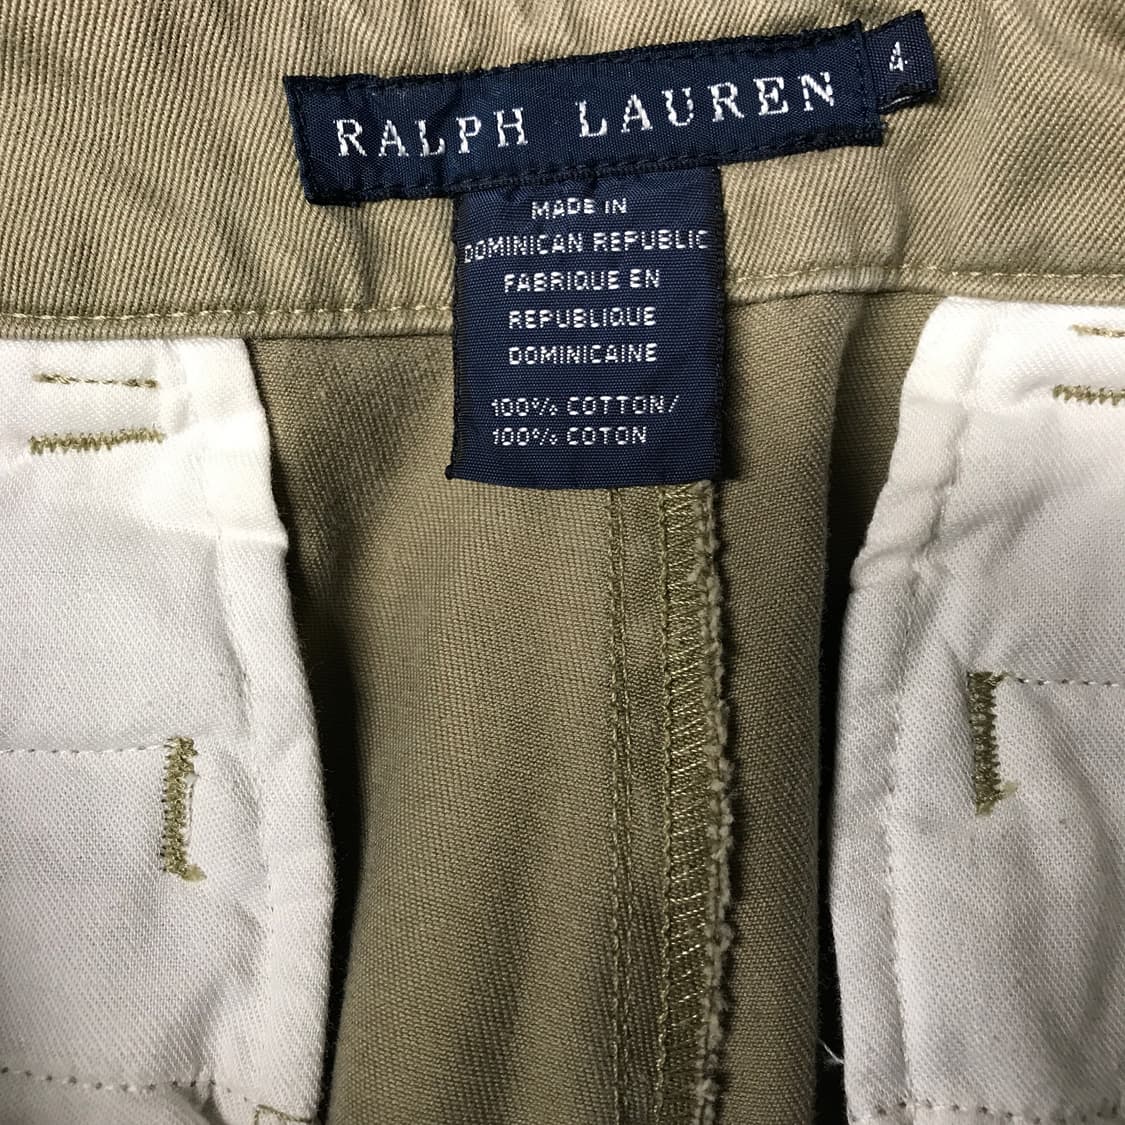 RALPH LAUREN 4
MADE IN
DOMINICAN REPUBLIC
FABRIQUE EN
REPUBLIQUE
DOMINICAINE
100% COTTON/
100% COTON